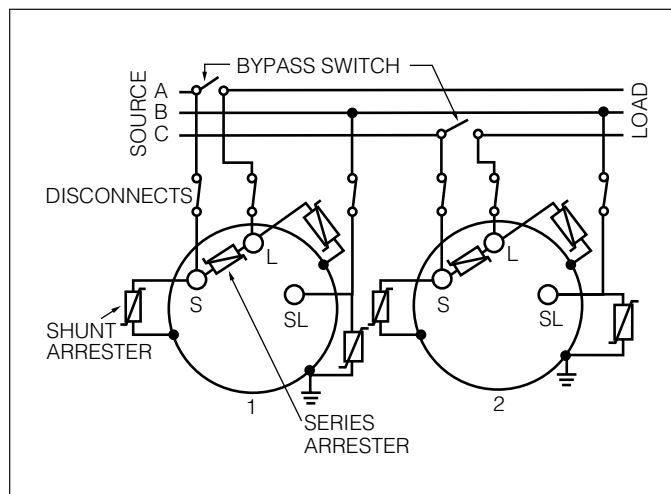 BYPASS SWITCH
SOURCE
A
B
C
LOAD
DISCONNECTS
L
S
SL
L
S
SL
SHUNT
ARRESTER
1
2
SERIES
ARRESTER